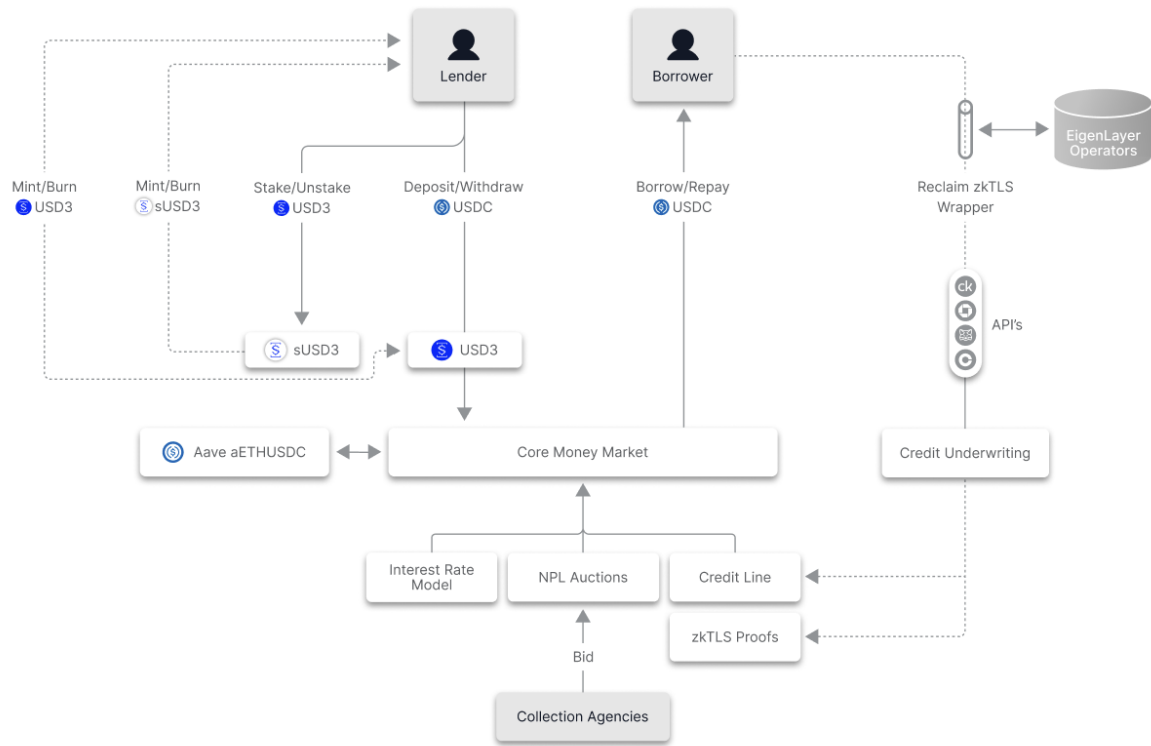 Lender
Borrower
EigenLayer
Operators
Mint/Burn
USD3
Mint/Burn
sUSD3
Stake/Unstake
USD3
Deposit/Withdraw
USDC
Borrow/Repay
USDC
Reclaim zkTLS
Wrapper
ck
API's
sUSD3
USD3
Aave aETHUSDC
Core Money Market
Credit Underwriting
Interest Rate
Model
NPL Auctions
Credit Line
zkTLS Proofs
Bid
Collection Agencies